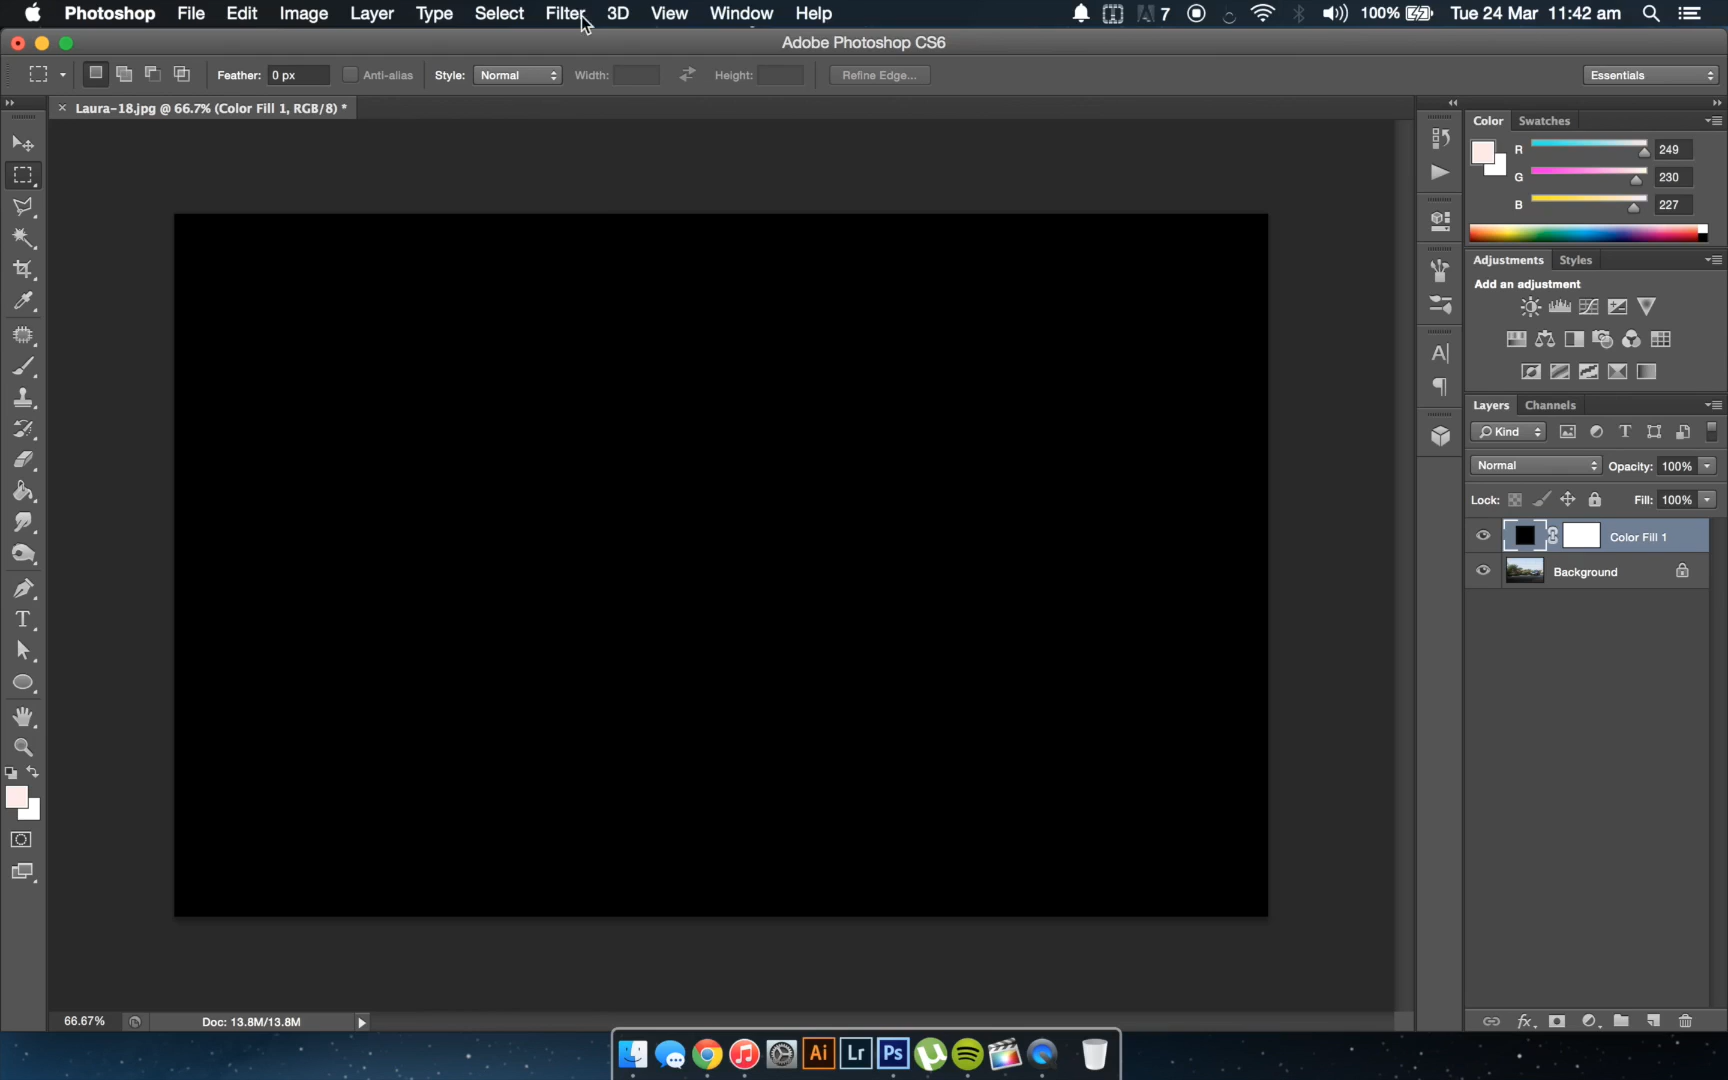 Photoshop File Edit Image Layer Type Select Filter 3D View Window Help 7 100% Tue 24 Mar 11:42 am
Adobe Photoshop CS6
Feather: 0 px Anti-alias Style: Normal Width: Height: Refine Edge... Essentials
Laura-18.jpg @ 66.7% (Color Fill 1, RGB/8) *
Color Swatches
R 249
G 230
B 227
Adjustments Styles
Add an adjustment
Layers Channels
Kind
Normal Opacity: 100%
Lock: Fill: 100%
Color Fill 1
Background
66.67% Doc: 13.8M/13.8M
Ai Lr Ps